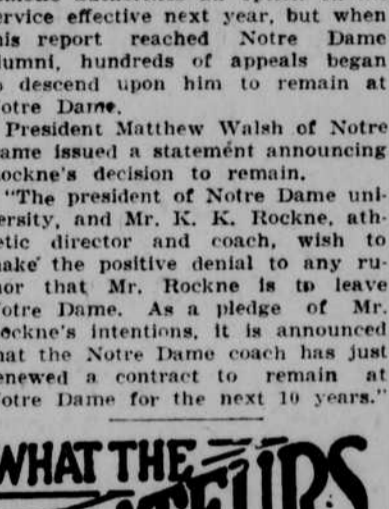 ervice effective next year, but when
his report reached Notre Dame
lumni, hundreds of appeals began
o descend upon him to remain at
otre Dame.
President Matthew Walsh of Notre
ame issued a statement announcing
ockne's decision to remain.
"The president of Notre Dame uni-
ersity, and Mr. K. K. Rockne, ath-
etic director and coach, wish to
ake the positive denial to any ru-
or that Mr. Rockne is to leave
otre Dame. As a pledge of Mr.
ockne's intentions, it is announced
hat the Notre Dame coach has just
enewed a contract to remain at
otre Dame for the next 10 years."
WHAT THE